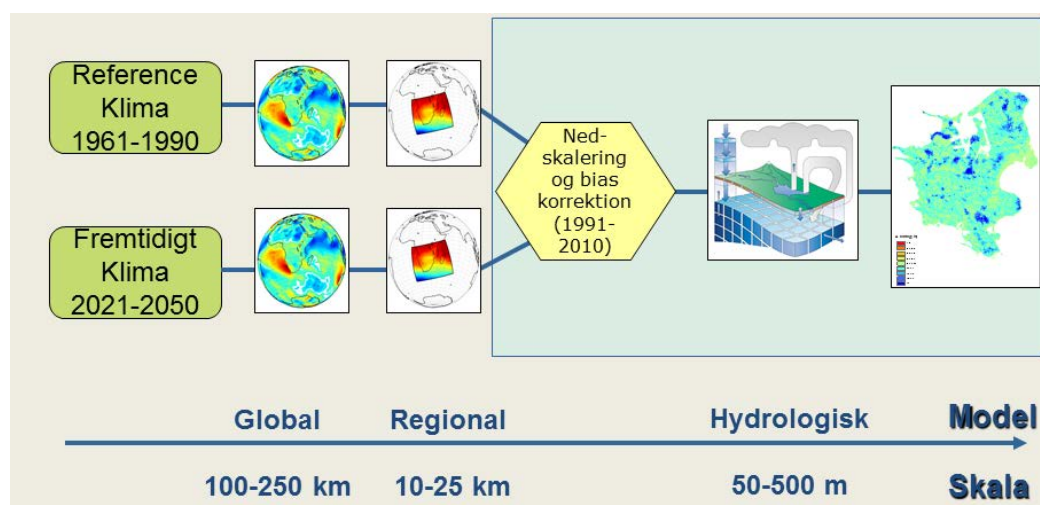 Reference
Klima
1961-1990
Fremtidigt
Klima
2021-2050
Ned-
skalering
og bias
korrektion
(1991-
2010)
Global
Regional
Hydrologisk
Model
100-250 km
10-25 km
50-500 m
Skala